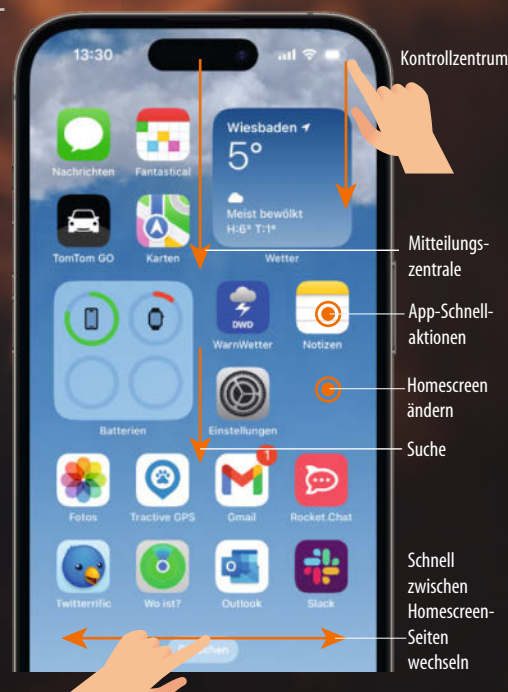 13:30
Kontrollzentrum
Nachrichten
Fantastical
Wiesbaden
5°
Meist bewölkt
H:6° T:1°
TomTom GO
Karten
Wetter
Mitteilungs-
zentrale
DWD
WarnWetter
Notizen
App-Schnell-
aktionen
Batterien
Einstellungen
Homescreen
ändern
Suche
1
Fotos
Tractive GPS
Gmail
Rocket.Chat
Twitterrific
Wo ist?
Outlook
Slack
Schnell
zwischen
Homescreen-
Seiten
wechseln